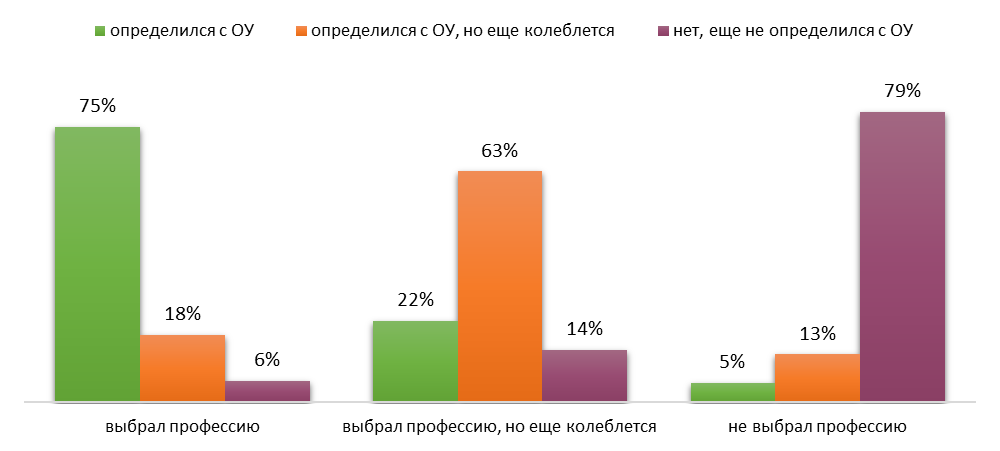 определился с ОУ определился с ОУ, но еще колеблется нет, еще не определился с ОУ
75% 18% 6% 22% 63% 14% 5% 13% 79%
выбрал профессию выбрал профессию, но еще колеблется не выбрал профессию